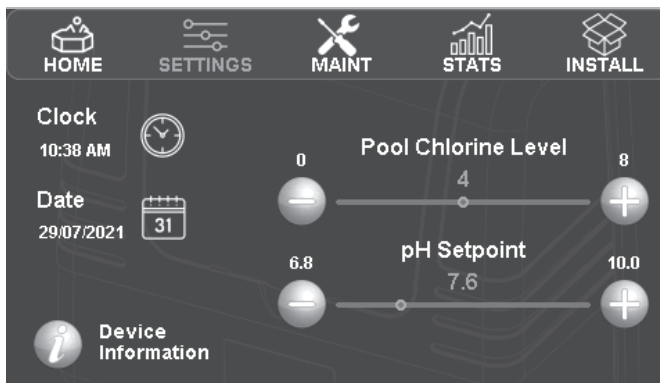 HOME
SETTINGS
MAINT
STATS
INSTALL
Clock
10:38 AM
Date
29/07/2021
31
Device
Information
Pool Chlorine Level
0
4
8
pH Setpoint
6.8
7.6
10.0